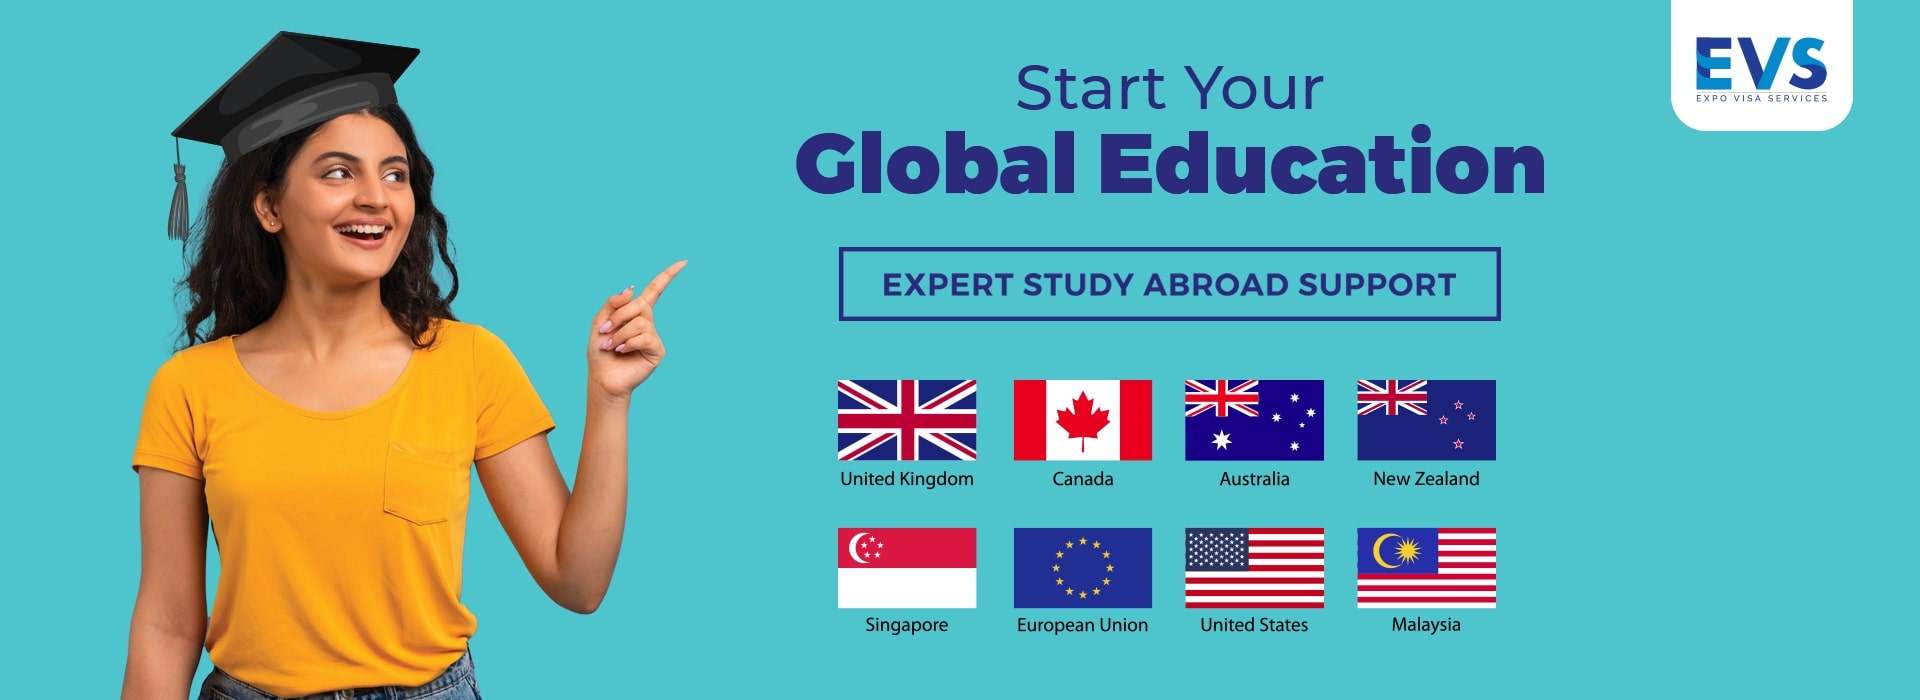 EVS
EXPO VISA SERVICES
Start Your
Global Education
EXPERT STUDY ABROAD SUPPORT
United Kingdom
Canada
Australia
New Zealand
Singapore
European Union
United States
Malaysia